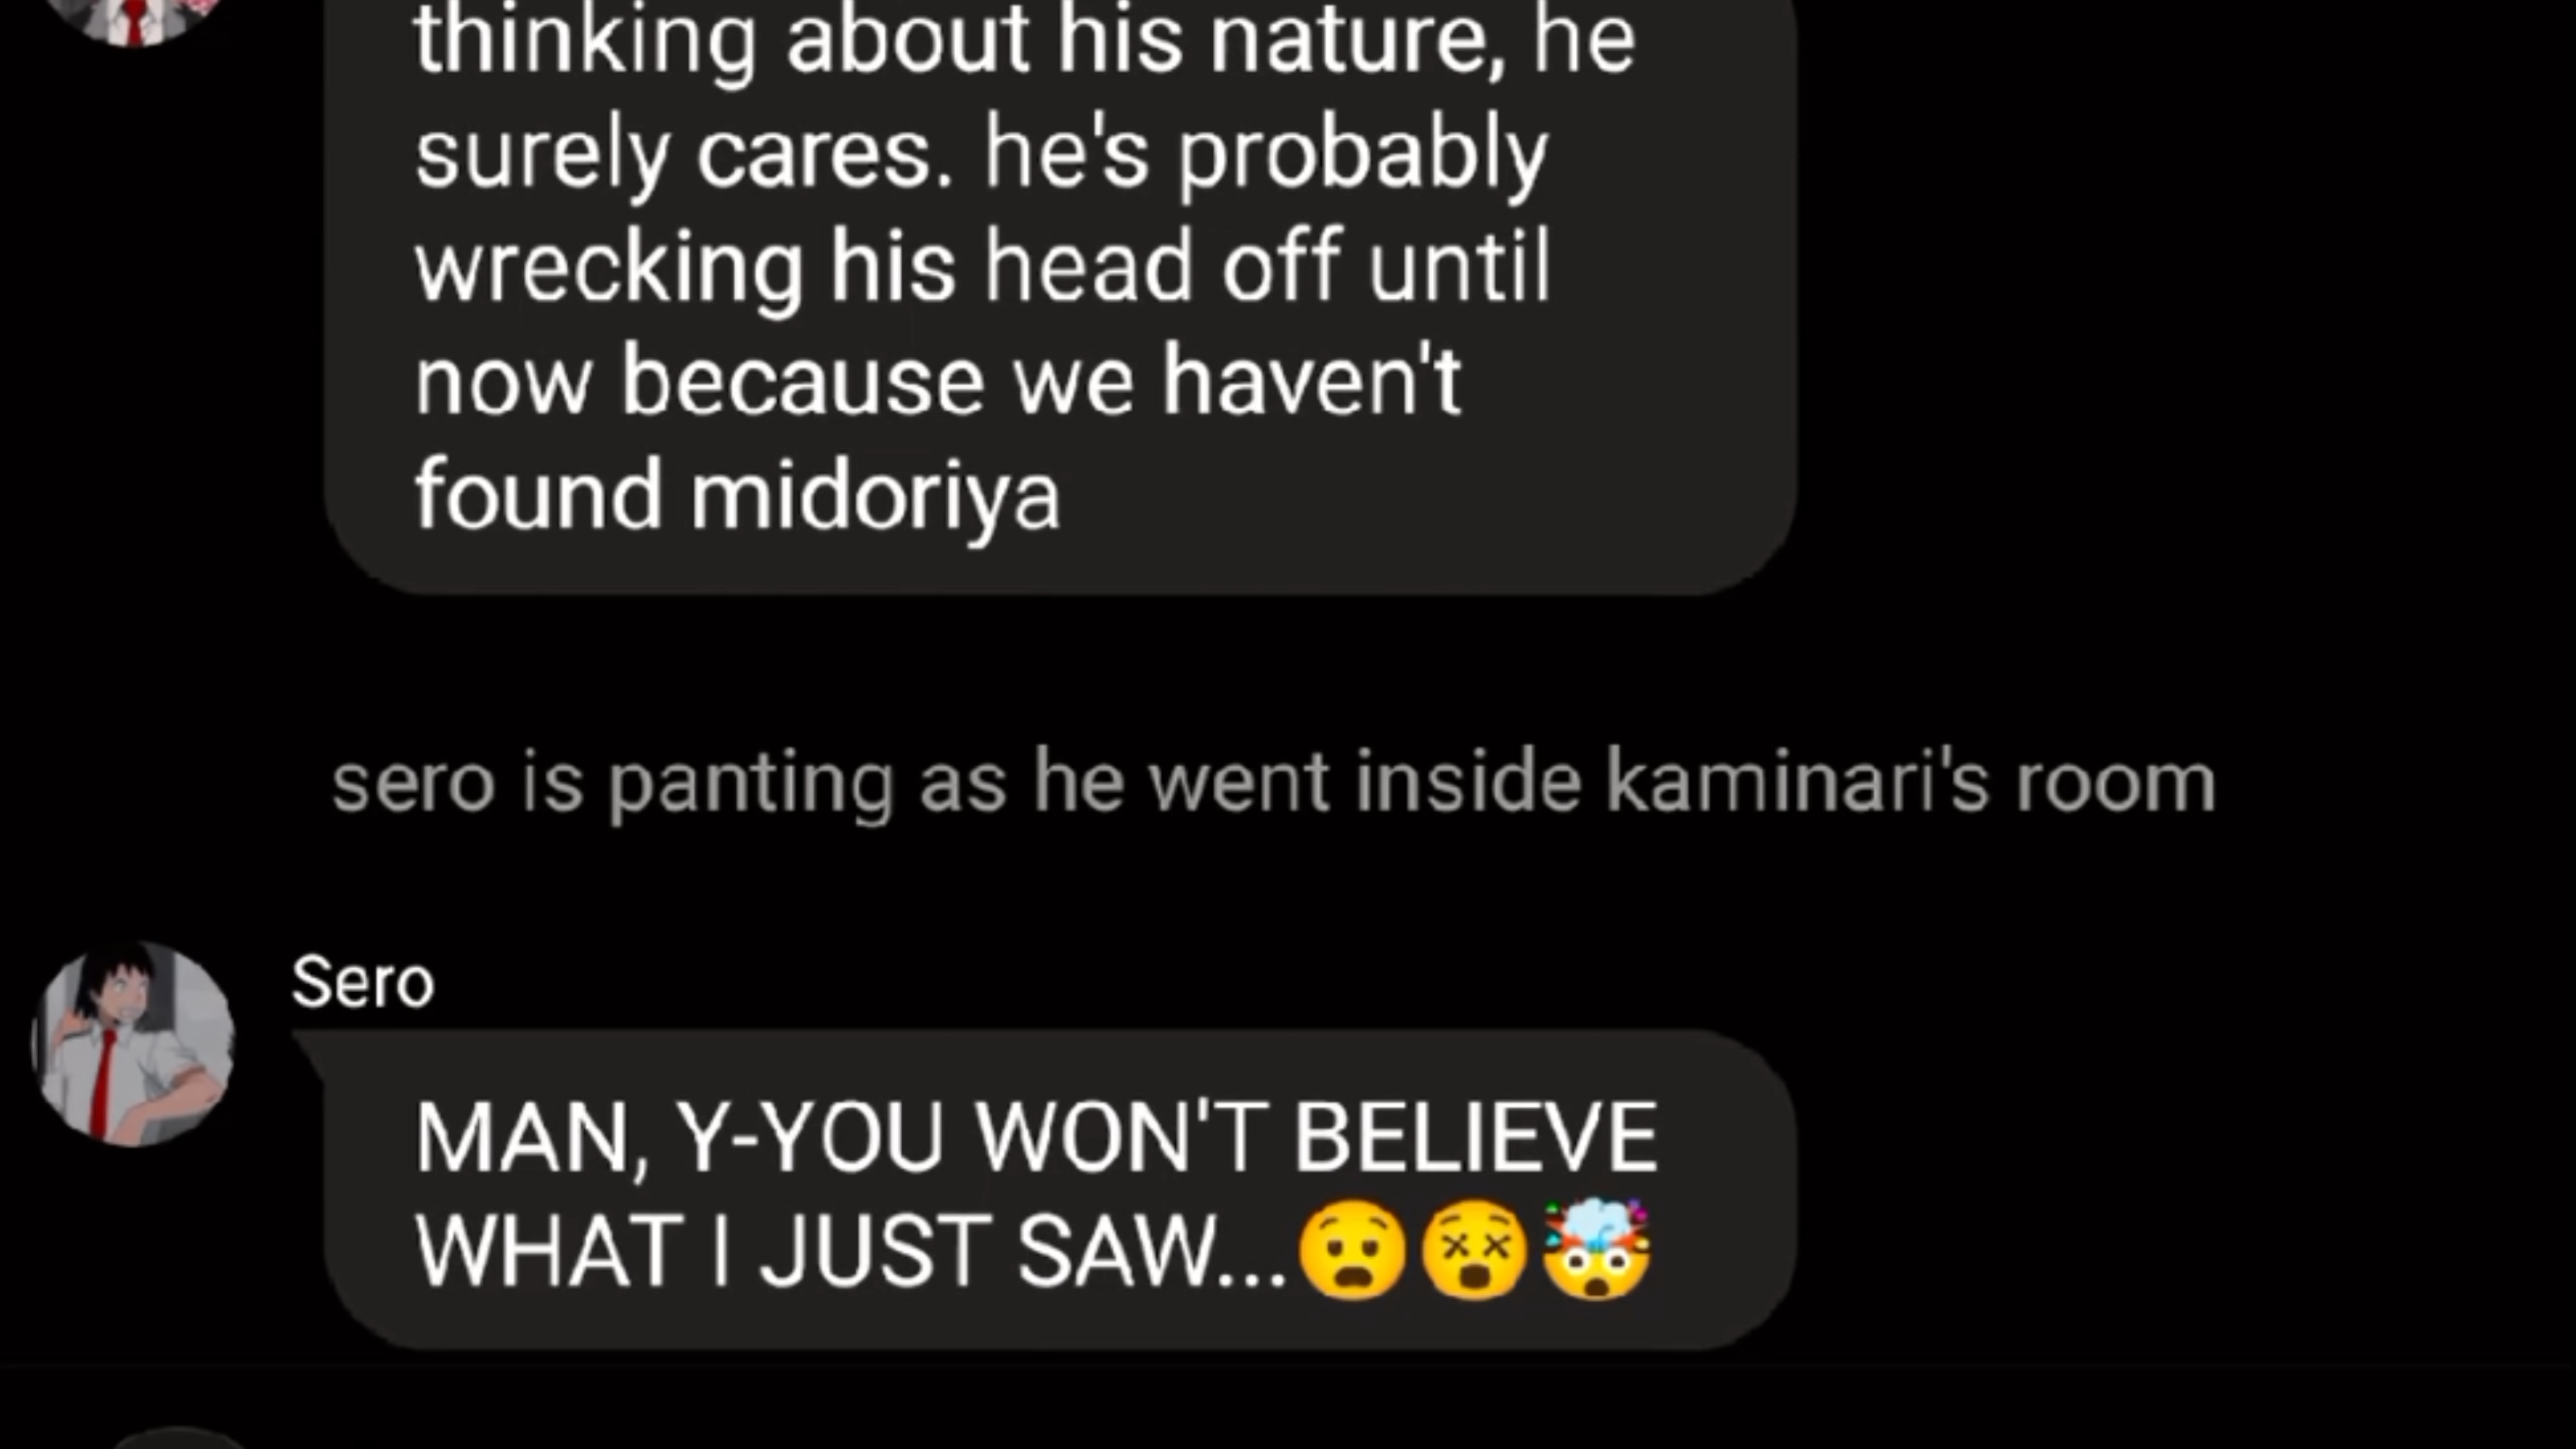 thinking about his nature, he
surely cares. he's probably
wrecking his head off until
now because we haven't
found midoriya
sero is panting as he went inside kaminari's room
Sero
MAN, Y-YOU WON'T BELIEVE
WHAT I JUST SAW...😧😵🤯